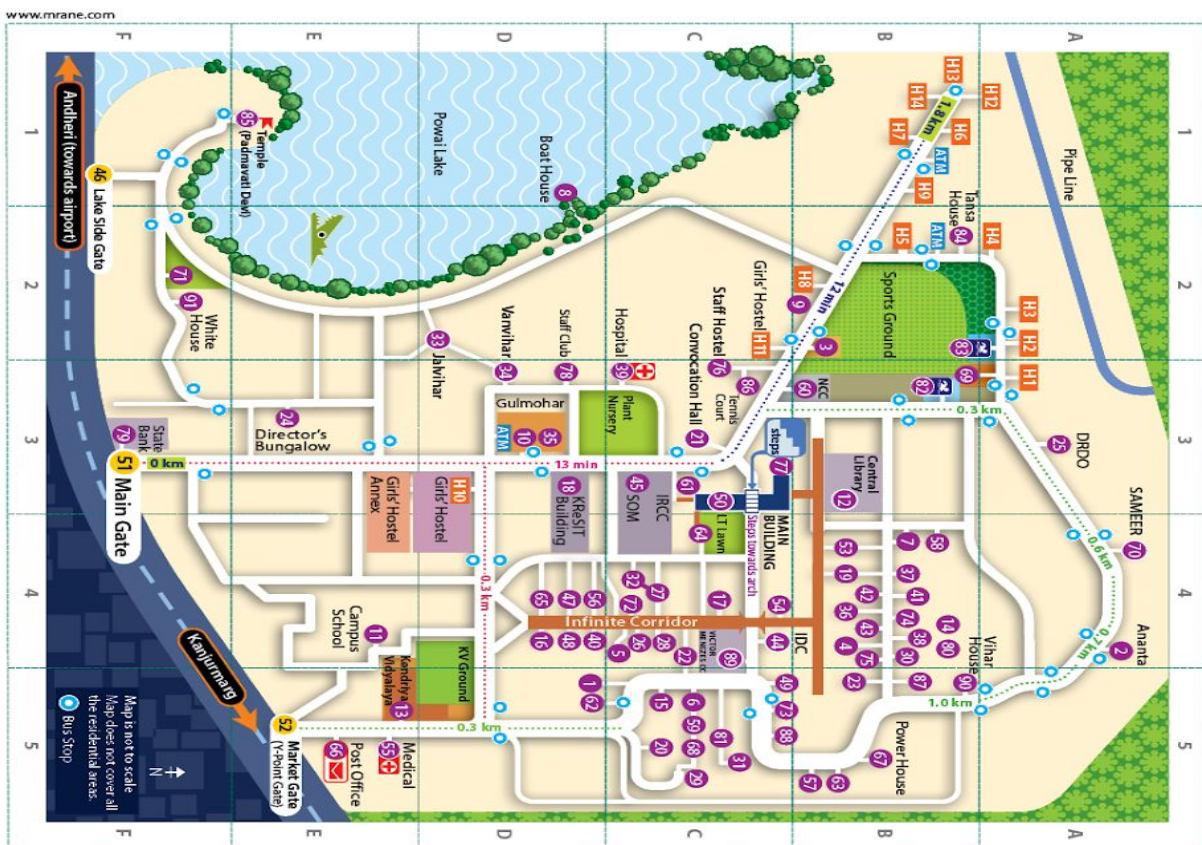 www.mrane.com
F
E
D
C
B
A
1
2
3
4
5
Andheri (towards airport)
46 Lake Side Gate
85
Temple
(Padmavati Devi)
Powai Lake
Boat House
8
H14
H13
H12
1.8 km
H7
H6
ATM
H9
Pipe Line
Tansa
House
84
ATM
H5
H4
71
91
White
House
33 Jalvihar
Vanvihar
34
Staff Club
78
Hospital
39
Girls' Hostel H11
Staff Hostel
76
Convocation Hall
21
86
Tennis
Court
H8
9
12 min
3
Sports Ground
60
NCC
83
82
69
H3
H2
H1
0.3 km
State
Bank
79
51 Main Gate
0 km
24
Director's
Bungalow
Gulmohar
ATM
10
35
Plant
Nursery
13 min
steps
77
Central
Library
12
DRDO
25
SAMEER
70
0.6 km
Girls' Hostel
Annex
H10
Girls' Hostel
18
KReSIT
Building
45
SOM
IRCC
61
50
64
LT Lawn
MAIN
BUILDING
Steps towards arch
0.3 km
Infinite Corridor
65
47
56
32
72
27
17
54
16
48
40
5
26
28
22
VICTOR
MENEZES CC
89
44
IDC
53
19
42
36
43
4
75
23
7
58
37
41
74
38
30
87
14
80
Vihar
House
90
Ananta
2
0.7 km
1.0 km
Campus
School
11
KV Ground
Kendriya
Vidyalaya
13
Kanjurmarg
52 Market Gate
(Y-Point Gate)
0.3 km
66
Post Office
55
Medical
1
62
15
6
59
68
20
29
81
31
49
73
88
57
63
67
Power House
Map is not to scale
Map does not cover all
the residential areas.
Bus Stop
N
F
E
D
C
B
A